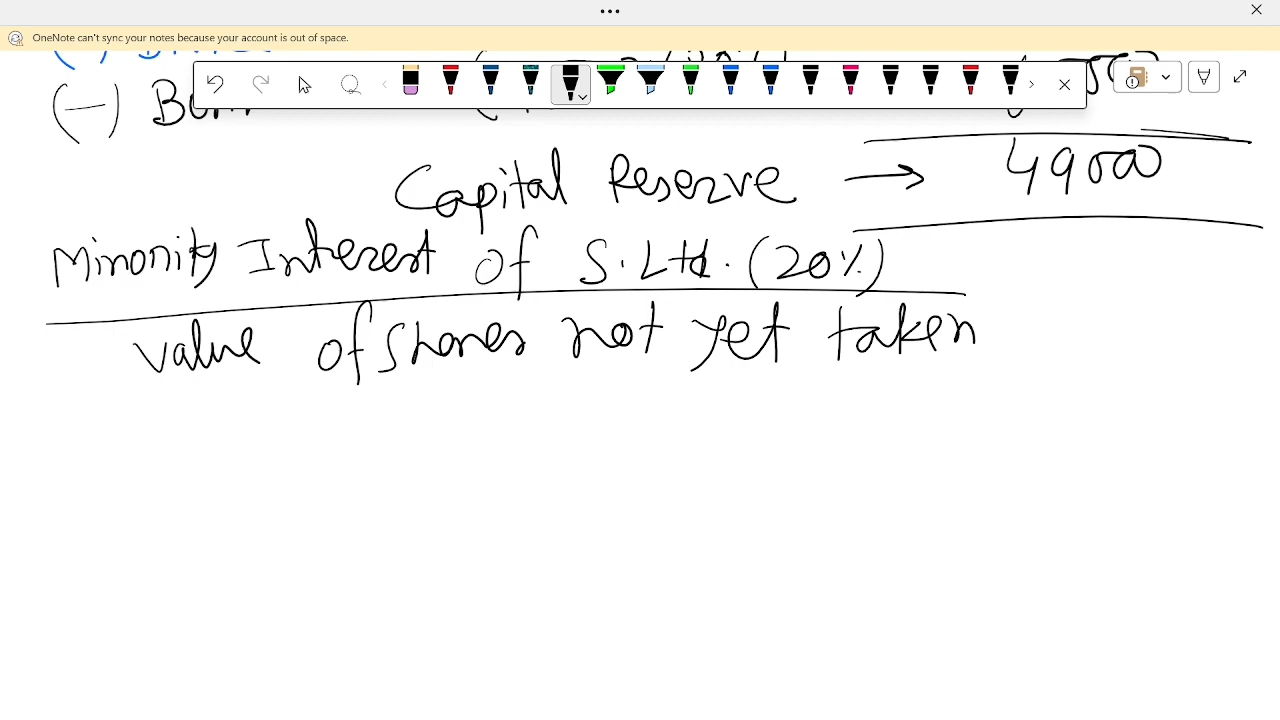 OneNote can't sync your notes because your account is out of space.
(-)
Capital Reserve → 49000
Minority Interest of S. Ltd. (20%)
value of shares not yet taken